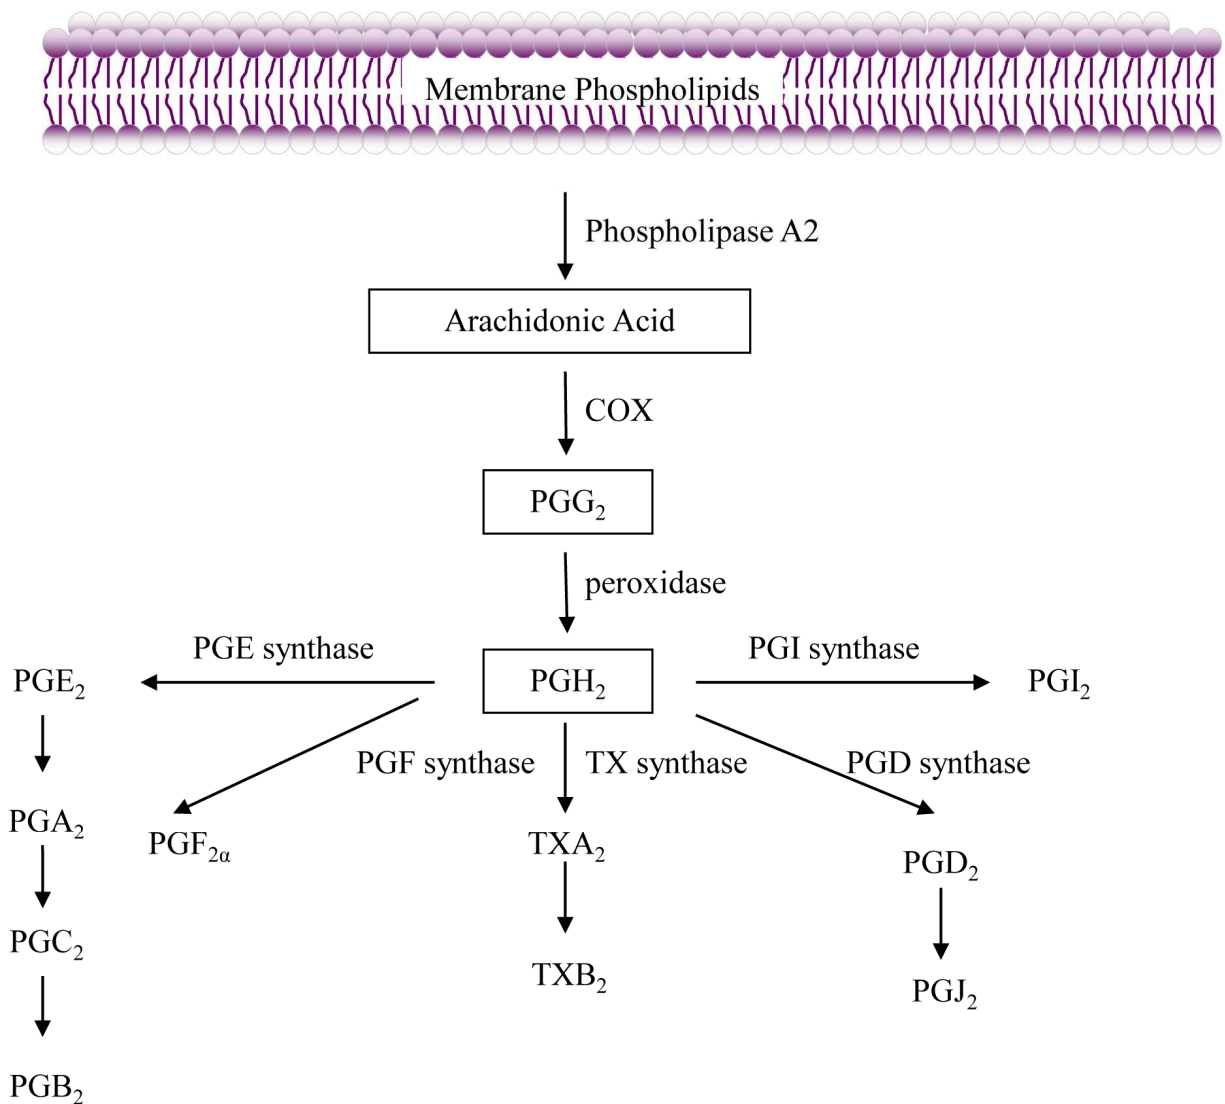 Membrane Phospholipids
Phospholipase A2
Arachidonic Acid
COX
PGG₂
peroxidase
PGE synthase
PGI synthase
PGE₂
PGH₂
PGI₂
PGF synthase
TX synthase
PGD synthase
PGA₂
PGF₂α
TXA₂
PGD₂
PGC₂
TXB₂
PGJ₂
PGB₂